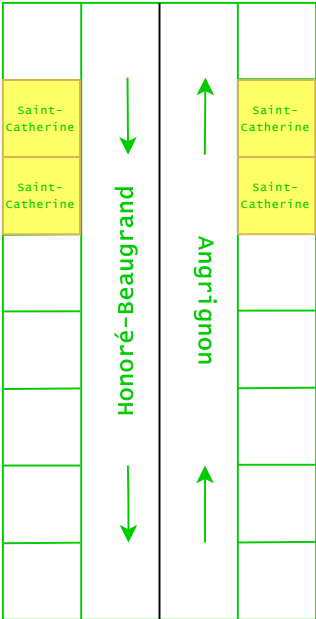 Saint-
Catherine
Saint-
Catherine
Honoré-Beaugrand
Angrignon
Saint-
Catherine
Saint-
Catherine